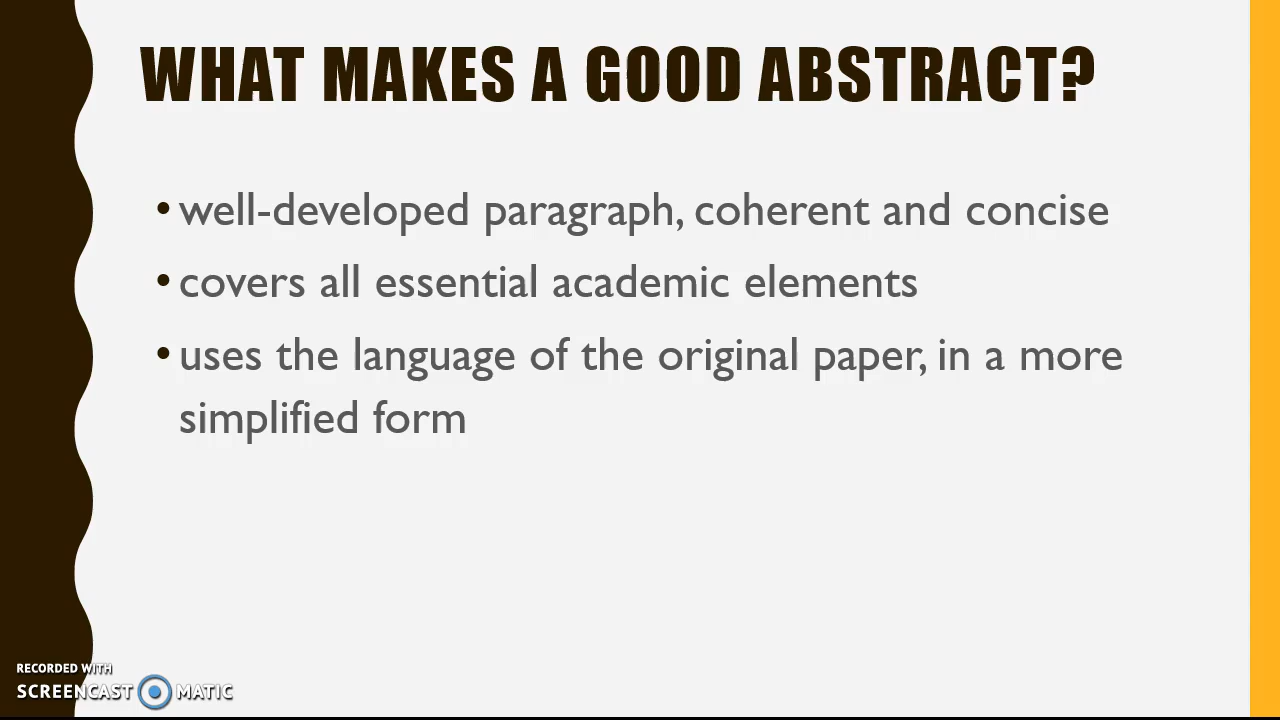 WHAT MAKES A GOOD ABSTRACT?
•well-developed paragraph, coherent and concise
•covers all essential academic elements
•uses the language of the original paper, in a more
simplified form
RECORDED WITH
SCREENCAST MATIC